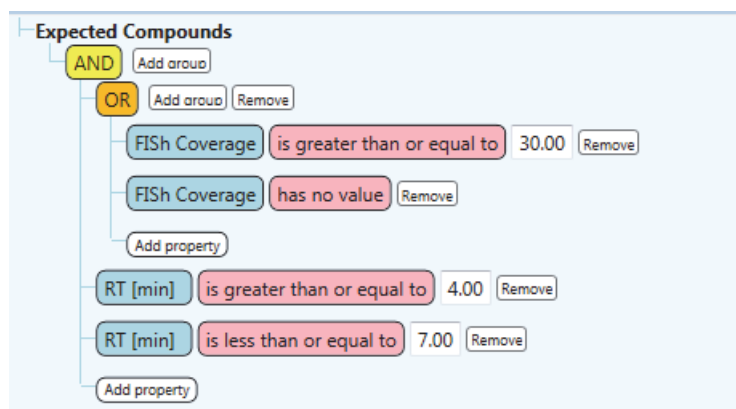 Expected Compounds
AND Add group
OR Add group Remove
FISh Coverage is greater than or equal to 30.00 Remove
FISh Coverage has no value Remove
Add property
RT [min] is greater than or equal to 4.00 Remove
RT [min] is less than or equal to 7.00 Remove
Add property